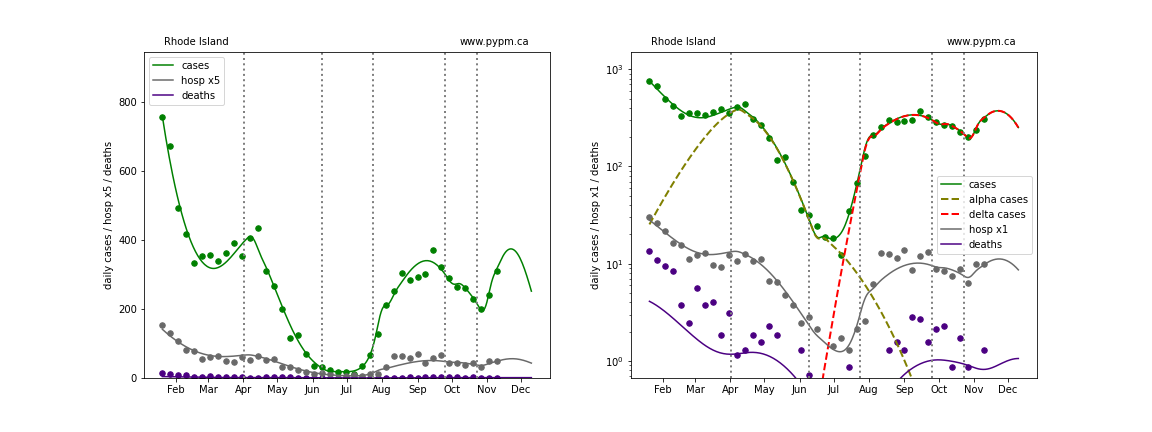 Rhode Island www.pypm.ca
cases
hosp x5
deaths
daily cases / hosp x5 / deaths
800
600
400
200
0
Feb Mar Apr May Jun Jul Aug Sep Oct Nov Dec
Rhode Island www.pypm.ca
daily cases / hosp x1 / deaths
10³
10²
10¹
10⁰
cases
alpha cases
delta cases
hosp x1
deaths
Feb Mar Apr May Jun Jul Aug Sep Oct Nov Dec